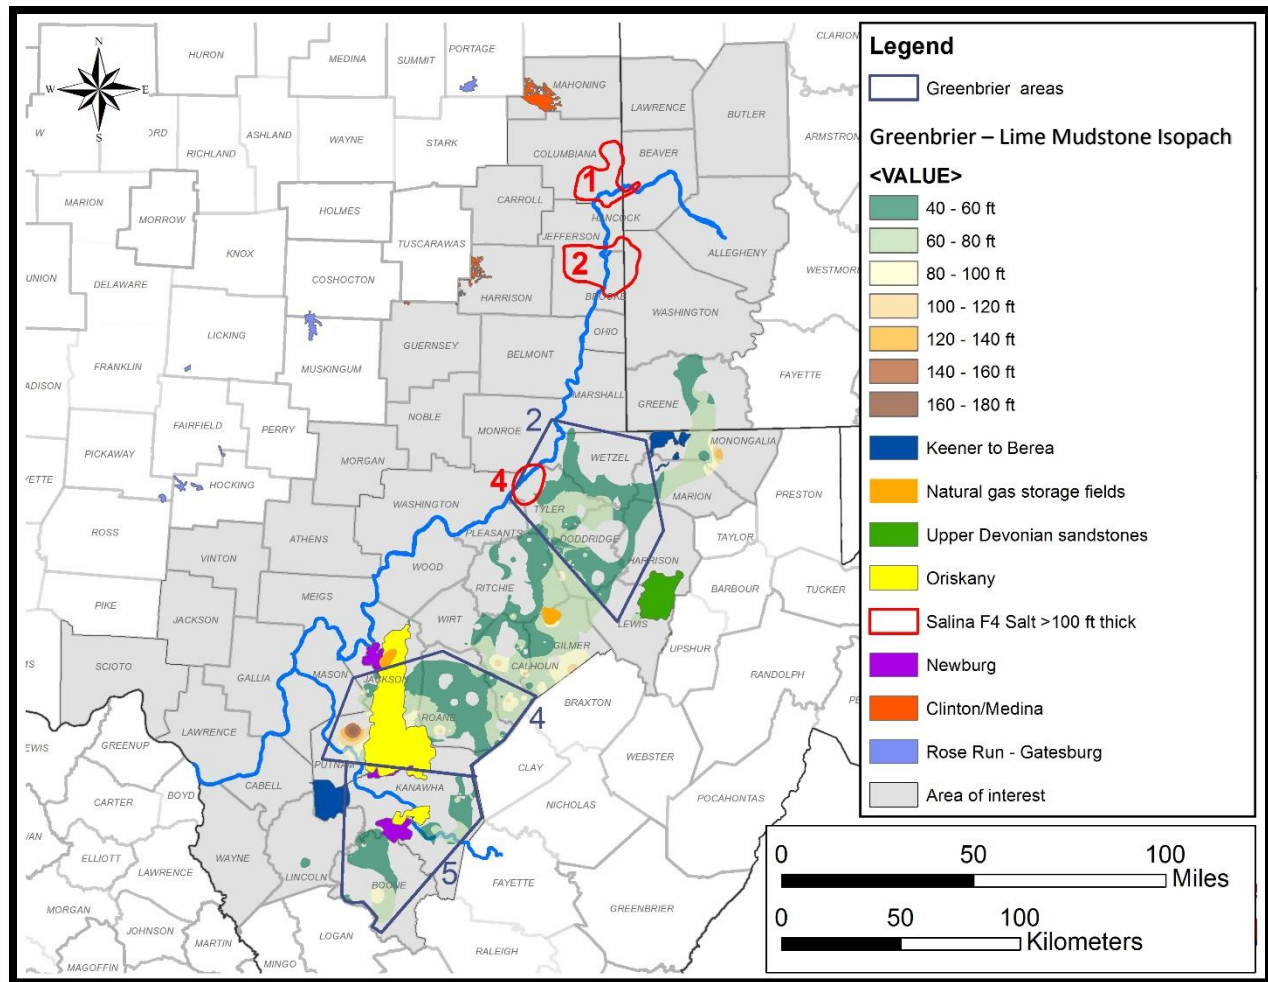 N
W
E
S
HURON
MEDINA
SUMMIT
PORTAGE
MAHONING
CLARION
LAWRENCE
BUTLER
W
ORD
RICHLAND
ASHLAND
WAYNE
STARK
COLUMBIANA
BEAVER
ARMSTRON
1
MARION
MORROW
HOLMES
CARROLL
HANCOCK
KNOX
TUSCARAWAS
JEFFERSON
ALLEGHENY
UNION
DELAWARE
COSHOCTON
2
HARRISON
BROOKE
WESTMOR
WASHINGTON
LICKING
GUERNSEY
BELMONT
OHIO
FRANKLIN
MUSKINGUM
ADISON
MARSHALL
GREENE
FAYETTE
NOBLE
2
MONROE
FAIRFIELD
PERRY
PICKAWAY
MORGAN
WETZEL
MONONGALIA
HOCKING
4
WASHINGTON
MARION
PRESTON
TYLER
ROSS
ATHENS
PLEASANTS
DODDRIDGE
TAYLOR
VINTON
WOOD
HARRISON
RITCHIE
BARBOUR
TUCKER
PIKE
MEIGS
JACKSON
WIRT
LEWIS
GILMER
UPSHUR
SCIOTO
CALHOUN
GALLIA
MASON
JACKSON
RANDOLPH
BRAXTON
ROANE
4
LAWRENCE
GREENUP
EWIS
WEBSTER
PUTNAM
CLAY
CABELL
KANAWHA
BOYD
CARTER
NICHOLAS
POCAHONTAS
ELLIOTT
WAYNE
LAWRENCE
LINCOLN
BOONE
5
FAYETTE
GREENBRIER
MORGAN
JOHNSON
MARTIN
LOGAN
RALEIGH
MAGOFFIN
MINGO
Legend
Greenbrier areas
Greenbrier – Lime Mudstone Isopach
<VALUE>
40 - 60 ft
60 - 80 ft
80 - 100 ft
100 - 120 ft
120 - 140 ft
140 - 160 ft
160 - 180 ft
Keener to Berea
Natural gas storage fields
Upper Devonian sandstones
Oriskany
Salina F4 Salt >100 ft thick
Newburg
Clinton/Medina
Rose Run - Gatesburg
Area of interest
0 50 100
Miles
0 50 100
Kilometers